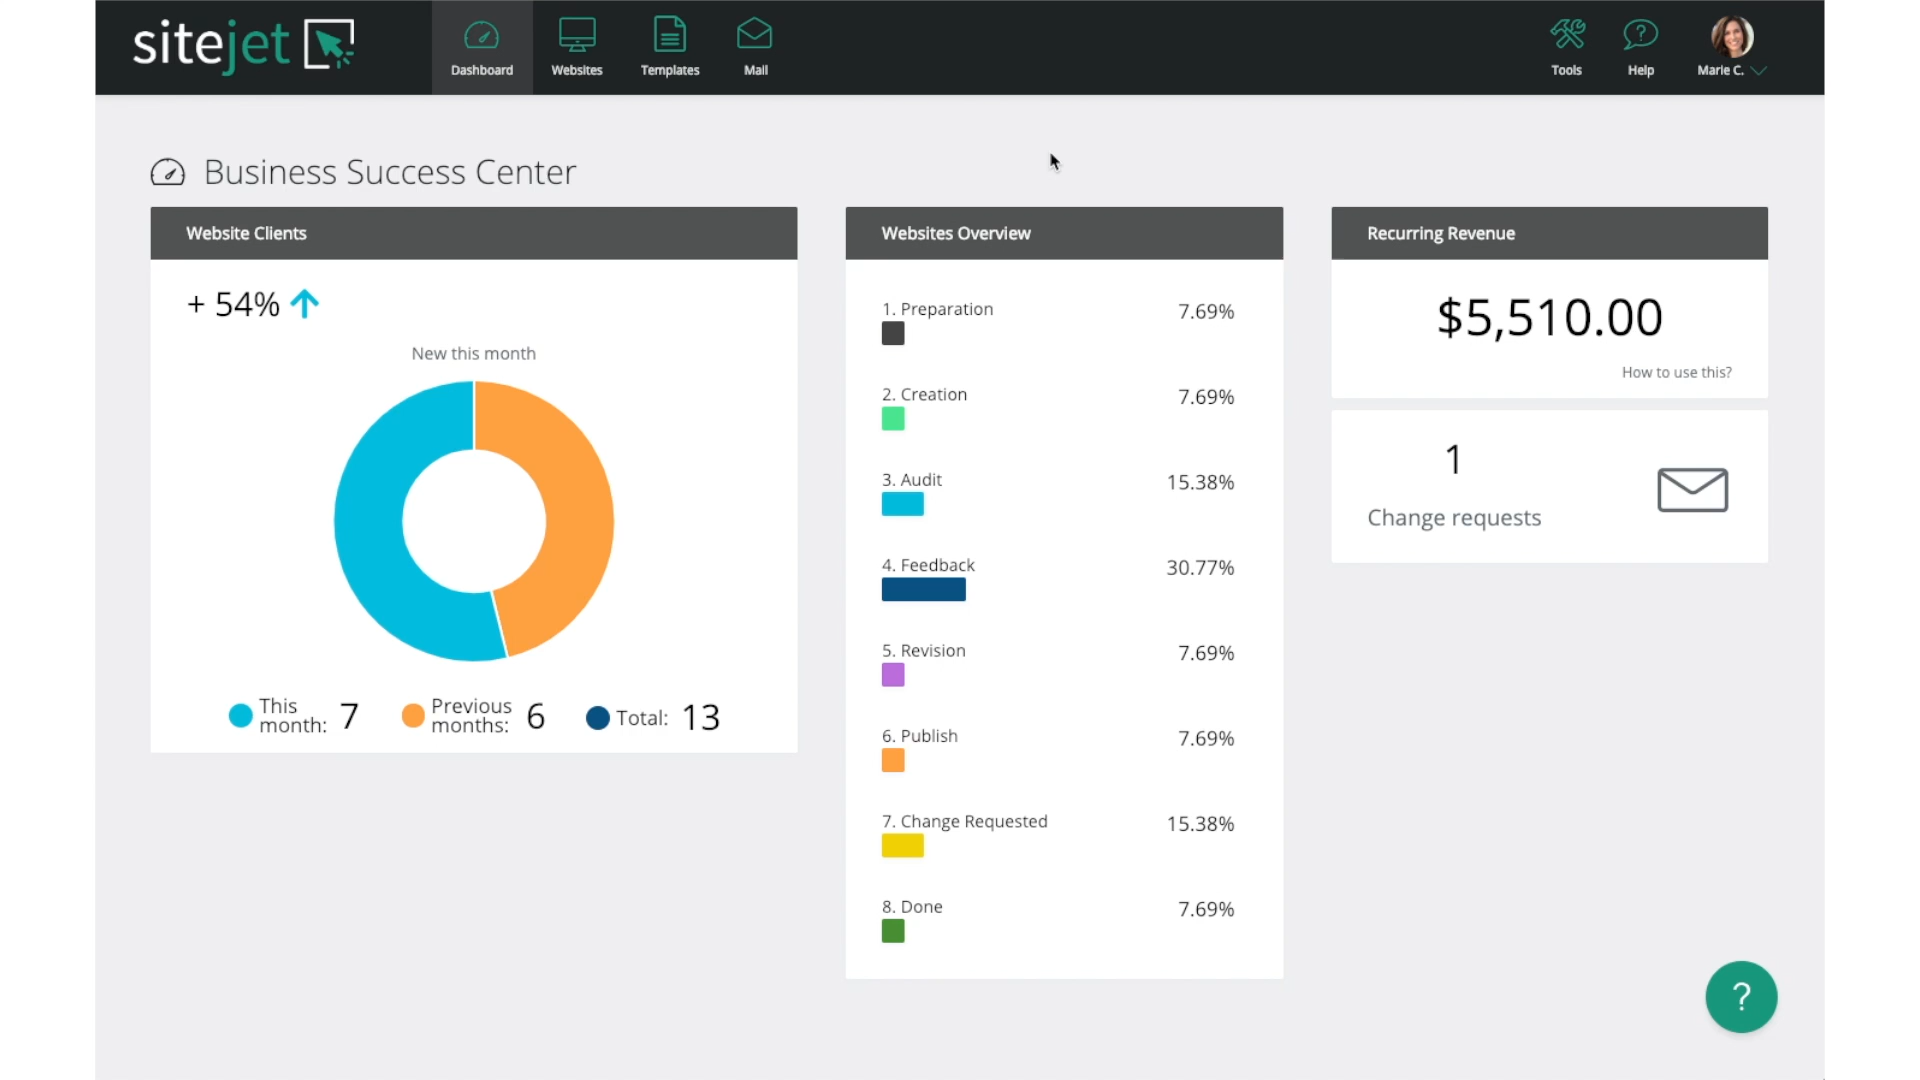 sitejet
Dashboard
Websites
Templates
Mail
Tools
Help
Marie C.
Business Success Center
Website Clients
+ 54%
New this month
This month: 7
Previous months: 6
Total: 13
Websites Overview
1. Preparation 7.69%
2. Creation 7.69%
3. Audit 15.38%
4. Feedback 30.77%
5. Revision 7.69%
6. Publish 7.69%
7. Change Requested 15.38%
8. Done 7.69%
Recurring Revenue
$5,510.00
How to use this?
1
Change requests
?